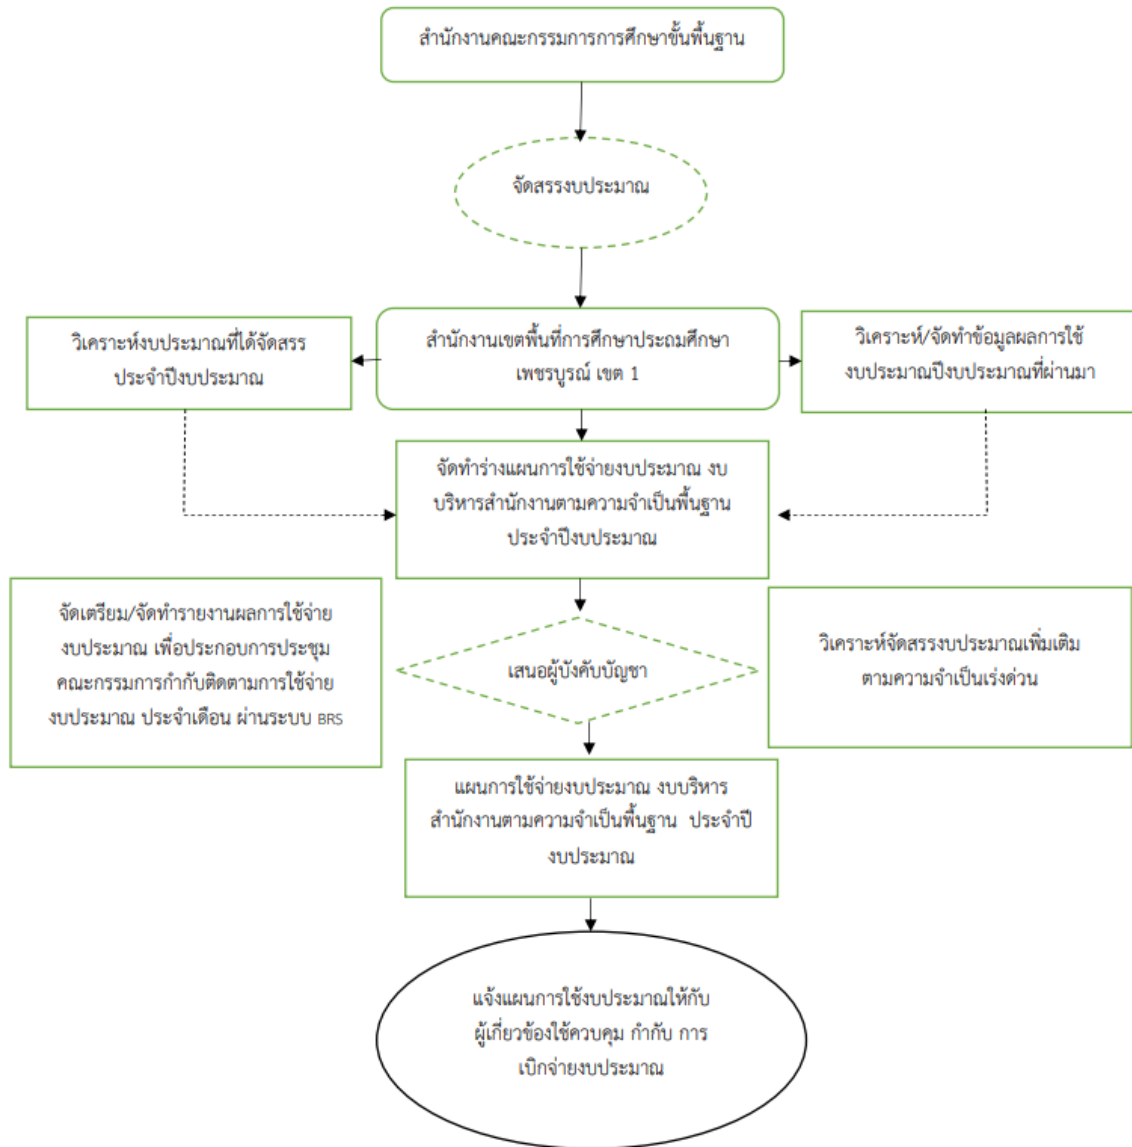 สำนักงานคณะกรรมการการศึกษาขั้นพื้นฐาน
จัดสรรงบประมาณ
วิเคราะห์งบประมาณที่ได้จัดสรร
ประจำปีงบประมาณ
สำนักงานเขตพื้นที่การศึกษาประถมศึกษา
เพชรบูรณ์ เขต 1
วิเคราะห์/จัดทำข้อมูลผลการใช้
งบประมาณปีงบประมาณที่ผ่านมา
จัดทำร่างแผนการใช้จ่ายงบประมาณ งบ
บริหารสำนักงานตามความจำเป็นพื้นฐาน
ประจำปีงบประมาณ
จัดเตรียม/จัดทำรายงานผลการใช้จ่าย
งบประมาณ เพื่อประกอบการประชุม
คณะกรรมการกำกับติดตามการใช้จ่าย
งบประมาณ ประจำเดือน ผ่านระบบ BRS
เสนอผู้บังคับบัญชา
วิเคราะห์จัดสรรงบประมาณเพิ่มเติม
ตามความจำเป็นเร่งด่วน
แผนการใช้จ่ายงบประมาณ งบบริหาร
สำนักงานตามความจำเป็นพื้นฐาน ประจำปี
งบประมาณ
แจ้งแผนการใช้งบประมาณให้กับ
ผู้เกี่ยวข้องใช้ควบคุม กำกับ การ
เบิกจ่ายงบประมาณ